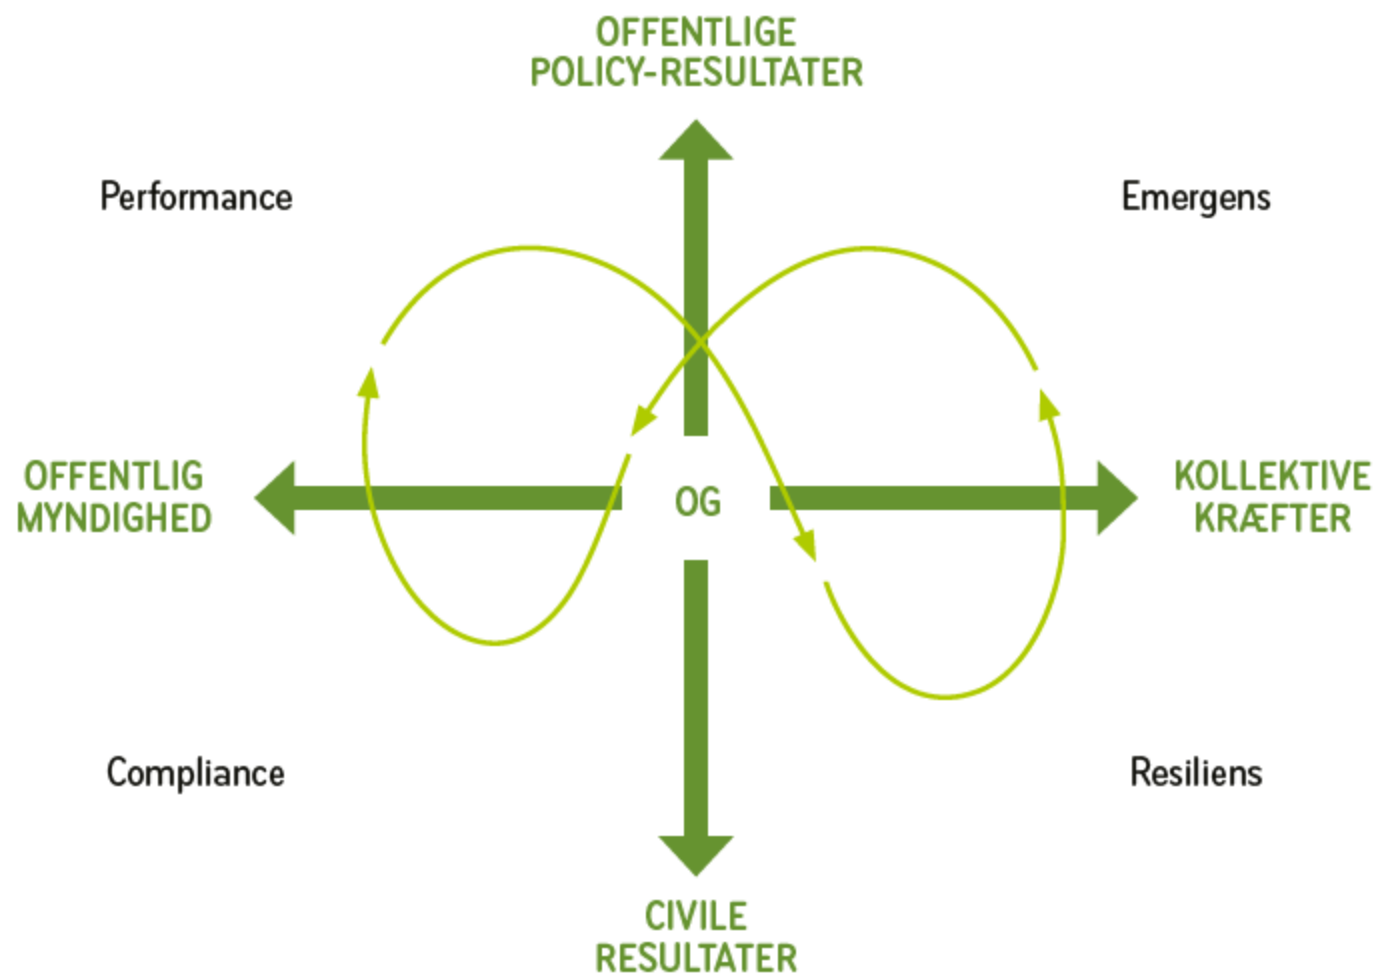 OFFENTLIGE
POLICY-RESULTATER
Performance
Emergens
OFFENTLIG
MYNDIGHED
OG
KOLLEKTIVE
KRÆFTER
Compliance
Resiliens
CIVILE
RESULTATER